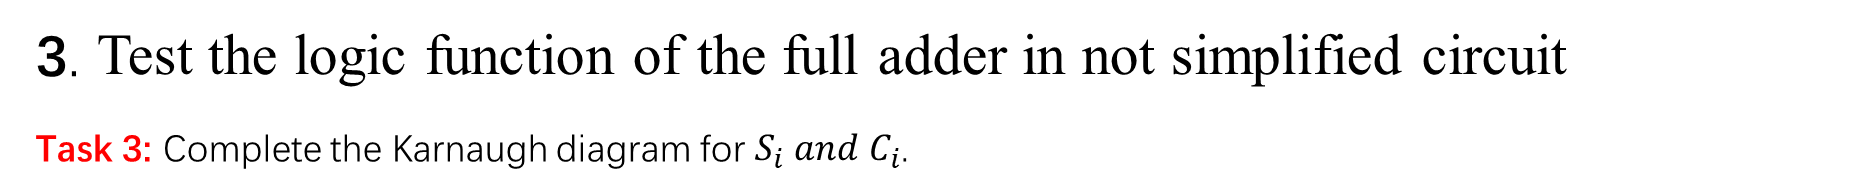 3. Test the logic function of the full adder in not simplified circuit
Task 3: Complete the Karnaugh diagram for Sᵢ and Cᵢ.